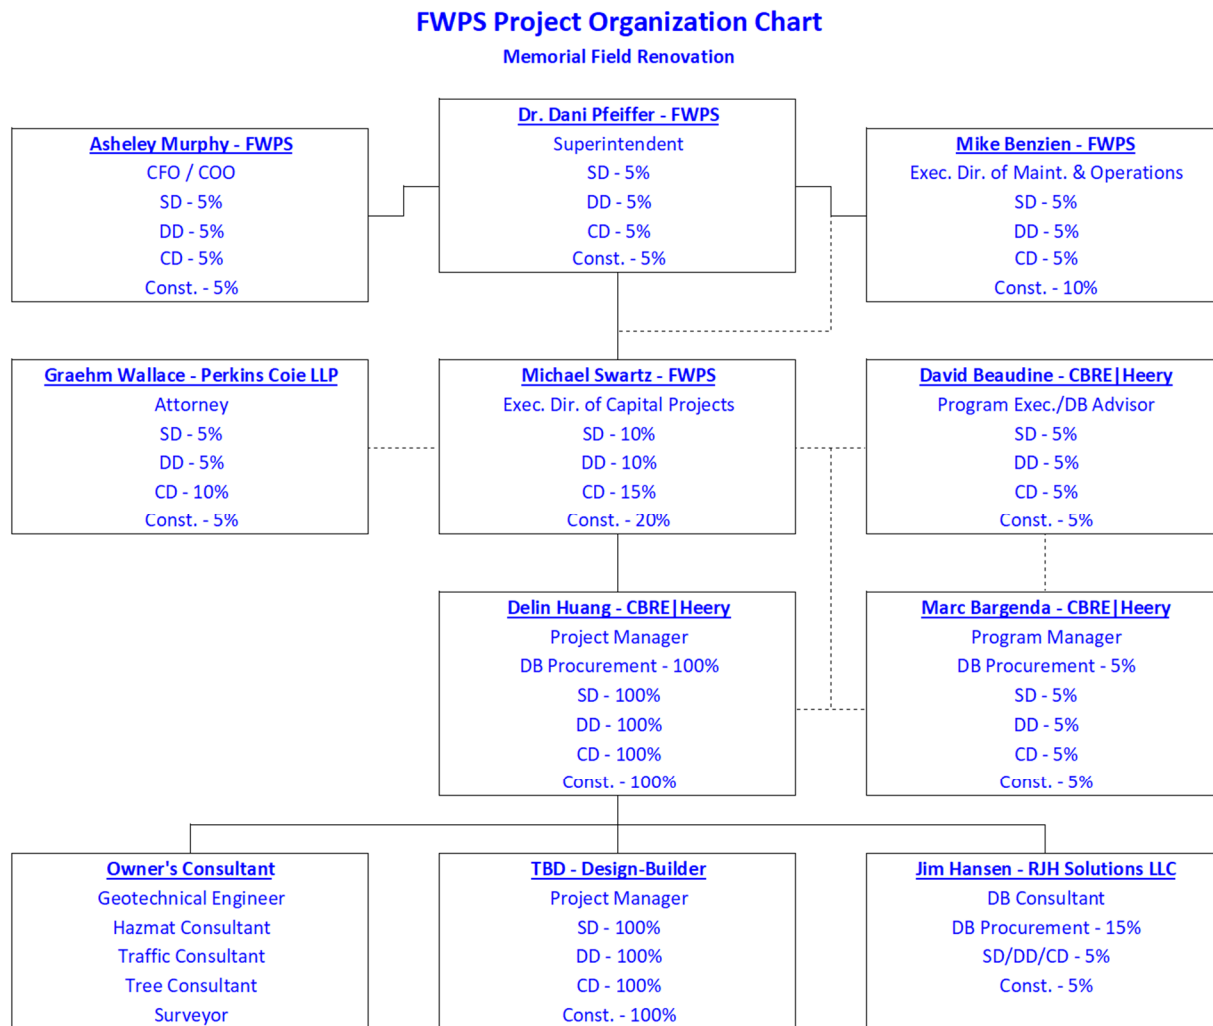 FWPS Project Organization Chart
Memorial Field Renovation
Dr. Dani Pfeiffer - FWPS
Superintendent
SD - 5%
DD - 5%
CD - 5%
Const. - 5%
Asheley Murphy - FWPS
CFO / COO
SD - 5%
DD - 5%
CD - 5%
Const. - 5%
Mike Benzien - FWPS
Exec. Dir. of Maint. & Operations
SD - 5%
DD - 5%
CD - 5%
Const. - 10%
Graehm Wallace - Perkins Coie LLP
Attorney
SD - 5%
DD - 5%
CD - 10%
Const. - 5%
Michael Swartz - FWPS
Exec. Dir. of Capital Projects
SD - 10%
DD - 10%
CD - 15%
Const. - 20%
David Beaudine - CBRE|Heery
Program Exec./DB Advisor
SD - 5%
DD - 5%
CD - 5%
Const. - 5%
Delin Huang - CBRE|Heery
Project Manager
DB Procurement - 100%
SD - 100%
DD - 100%
CD - 100%
Const. - 100%
Marc Bargenda - CBRE|Heery
Program Manager
DB Procurement - 5%
SD - 5%
DD - 5%
CD - 5%
Const. - 5%
Owner's Consultant
Geotechnical Engineer
Hazmat Consultant
Traffic Consultant
Tree Consultant
Surveyor
TBD - Design-Builder
Project Manager
SD - 100%
DD - 100%
CD - 100%
Const. - 100%
Jim Hansen - RJH Solutions LLC
DB Consultant
DB Procurement - 15%
SD/DD/CD - 5%
Const. - 5%